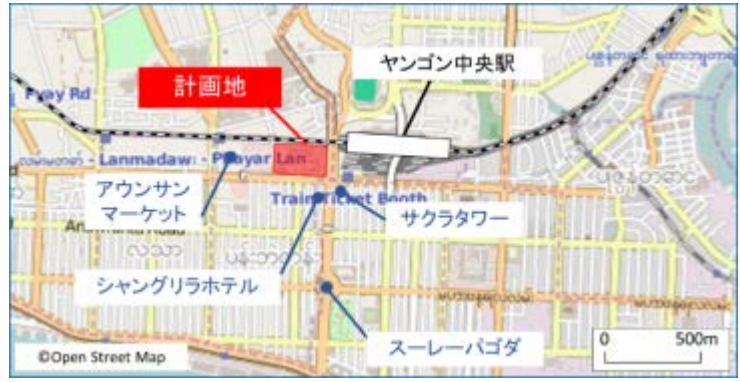 ヤンゴン中央駅
計画地
Pyay Rd
- Lanmadaw
アウンサン
マーケット
Train Ticket Booth
サクラタワー
シャングリラホテル
スーレーパゴダ
0 500m
©Open Street Map